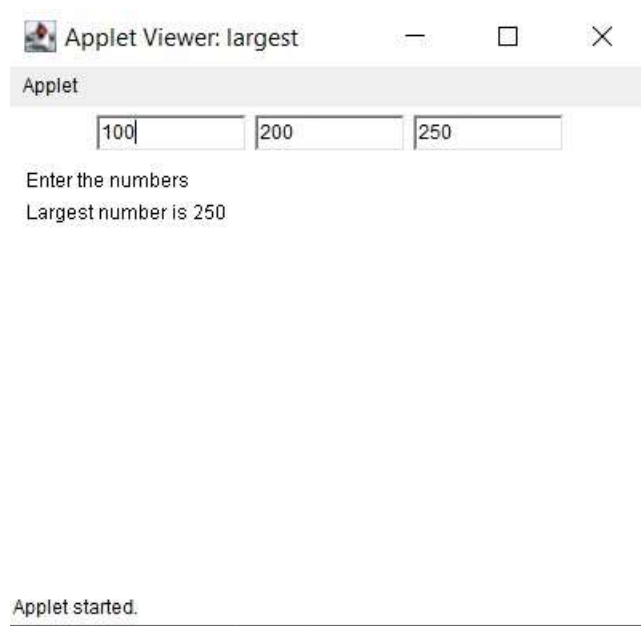 Applet Viewer: largest
Applet
100 200 250
Enter the numbers
Largest number is 250
Applet started.